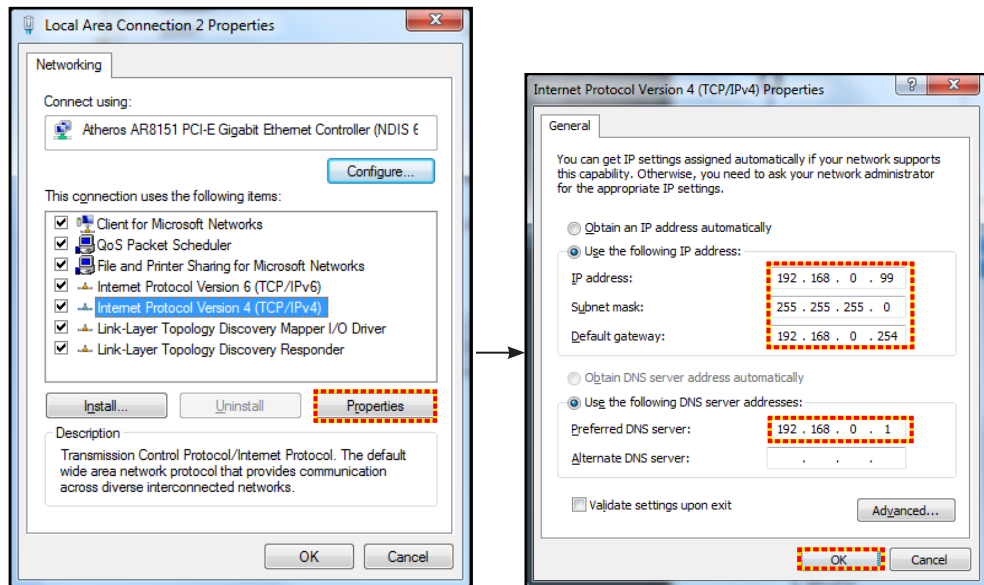 Local Area Connection 2 Properties
Networking
Connect using:
Atheros AR8151 PCI-E Gigabit Ethernet Controller (NDIS 6
Configure...
This connection uses the following items:
Client for Microsoft Networks
QoS Packet Scheduler
File and Printer Sharing for Microsoft Networks
Internet Protocol Version 6 (TCP/IPv6)
Internet Protocol Version 4 (TCP/IPv4)
Link-Layer Topology Discovery Mapper I/O Driver
Link-Layer Topology Discovery Responder
Install...
Uninstall
Properties
Description
Transmission Control Protocol/Internet Protocol. The default
wide area network protocol that provides communication
across diverse interconnected networks.
OK
Cancel
Internet Protocol Version 4 (TCP/IPv4) Properties
General
You can get IP settings assigned automatically if your network supports
this capability. Otherwise, you need to ask your network administrator
for the appropriate IP settings.
Obtain an IP address automatically
Use the following IP address:
IP address: 192 . 168 . 0 . 99
Subnet mask: 255 . 255 . 255 . 0
Default gateway: 192 . 168 . 0 . 254
Obtain DNS server address automatically
Use the following DNS server addresses:
Preferred DNS server: 192 . 168 . 0 . 1
Alternate DNS server: . . .
Validate settings upon exit
Advanced...
OK
Cancel